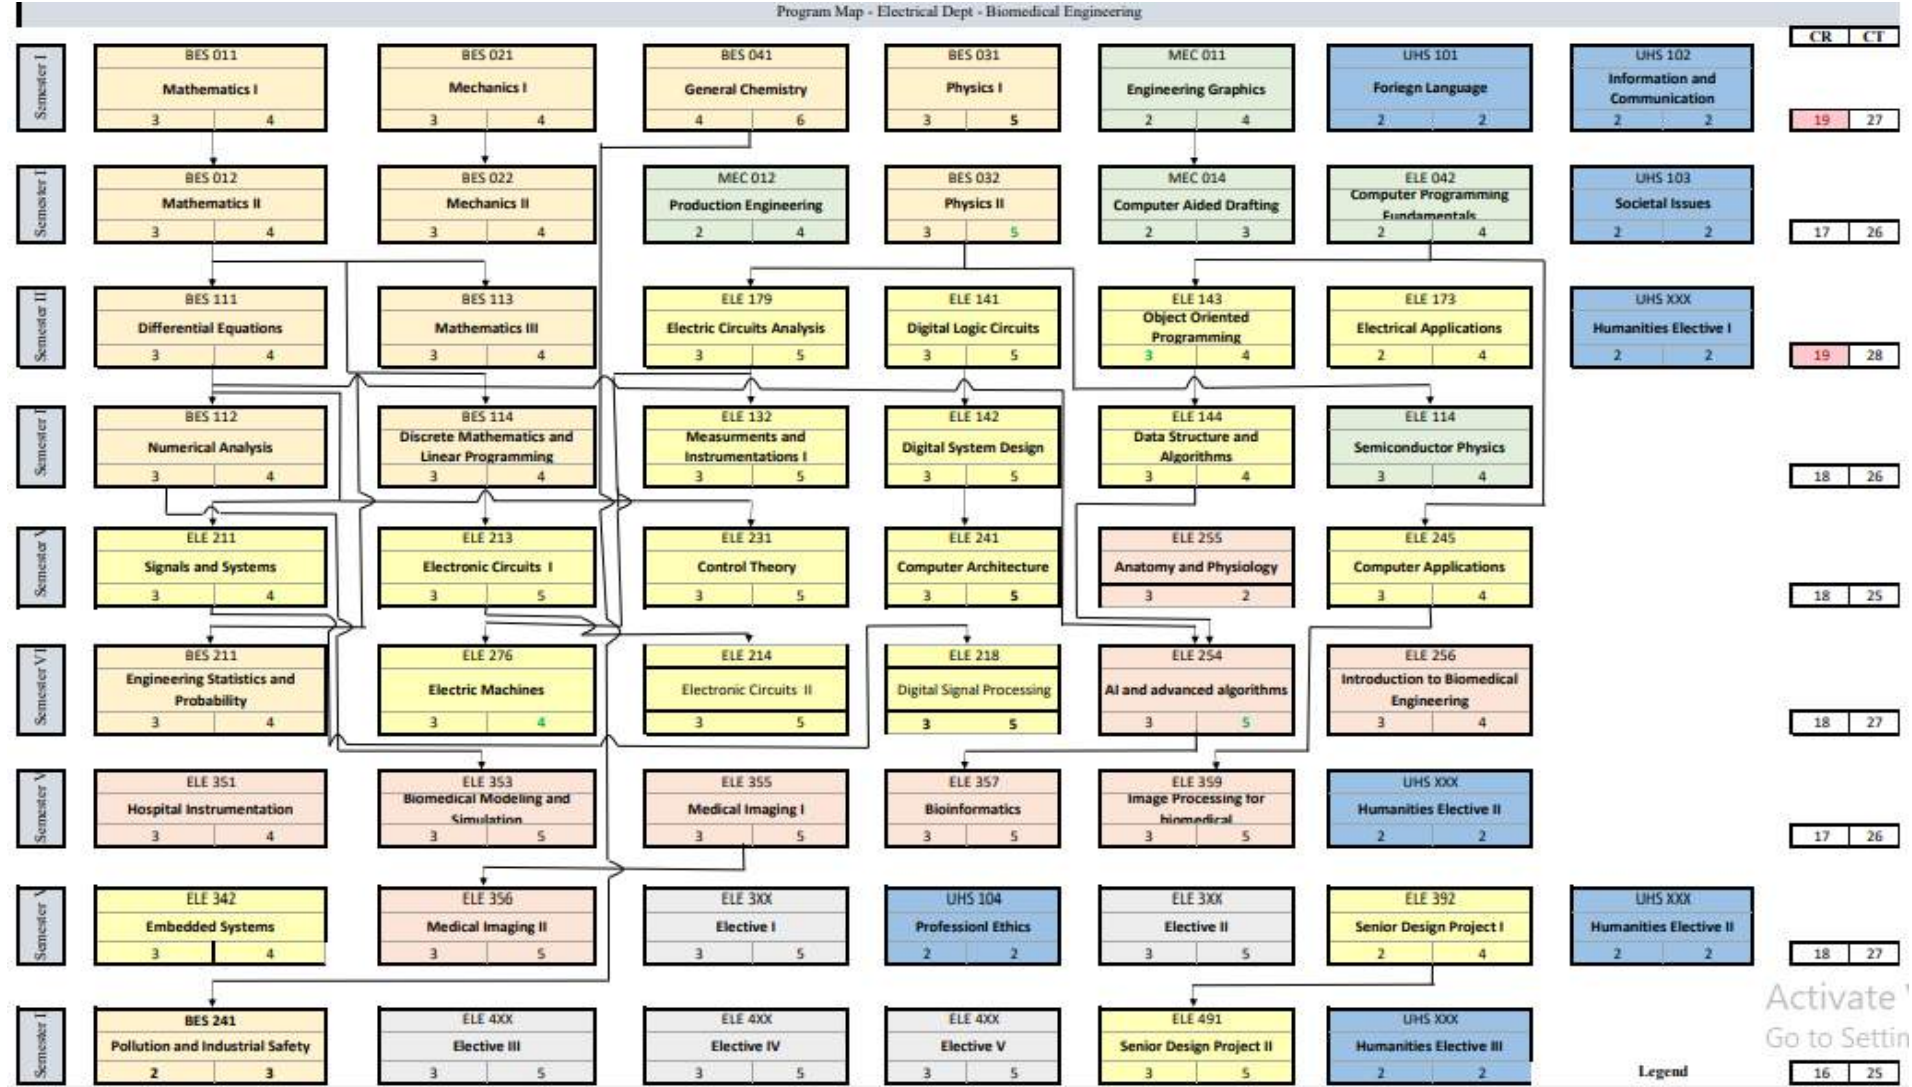 Program Map - Electrical Dept - Biomedical Engineering
CR CT
Semester I
BES 011 BES 021 BES 041 BES 031 MEC 011 UHS 101 UHS 102
Mathematics I Mechanics I General Chemistry Physics I Engineering Graphics Foriegn Language Information and
Communication
3 4 3 4 4 6 3 5 2 4 2 2 2 2 19 27
Semester I
BES 012 BES 022 MEC 012 BES 032 MEC 014 ELE 042 UHS 103
Mathematics II Mechanics II Production Engineering Physics II Computer Aided Drafting Computer Programming Societal Issues
Fundamentals
3 4 3 4 2 4 3 5 2 3 2 4 2 2 17 26
Semester II
BES 111 BES 113 ELE 179 ELE 141 ELE 143 ELE 173 UHS XXX
Differential Equations Mathematics III Electric Circuits Analysis Digital Logic Circuits Object Oriented Electrical Applications Humanities Elective I
Programming
3 4 3 4 3 5 3 5 3 4 2 4 2 2 19 28
Semester I
BES 112 BES 114 ELE 132 ELE 142 ELE 144 ELE 114
Numerical Analysis Discrete Mathematics and Measurments and Digital System Design Data Structure and Semiconductor Physics
Linear Programming Instrumentations I Algorithms
3 4 3 4 3 5 3 5 3 4 3 4 18 26
Semester V
ELE 211 ELE 213 ELE 231 ELE 241 ELE 255 ELE 245
Signals and Systems Electronic Circuits I Control Theory Computer Architecture Anatomy and Physiology Computer Applications
3 4 3 5 3 5 3 5 3 2 3 4 18 25
Semester VI
BES 211 ELE 276 ELE 214 ELE 218 ELE 254 ELE 256
Engineering Statistics and Electric Machines Electronic Circuits II Digital Signal Processing AI and advanced algorithms Introduction to Biomedical
Probability Engineering
3 4 3 4 3 5 3 5 3 5 3 4 18 27
Semester V
ELE 351 ELE 353 ELE 355 ELE 357 ELE 359 UHS XXX
Hospital Instrumentation Biomedical Modeling and Medical Imaging I Bioinformatics Image Processing for Humanities Elective II
Simulation biomedical
3 4 3 5 3 5 3 5 3 5 2 2 17 26
Semester V
ELE 342 ELE 356 ELE 3XX UHS 104 ELE 3XX ELE 392 UHS XXX
Embedded Systems Medical Imaging II Elective I Professionl Ethics Elective II Senior Design Project I Humanities Elective II
3 4 3 5 3 5 2 2 3 5 2 4 2 2 18 27
Activate
Go to Settin
Semester I
BES 241 ELE 4XX ELE 4XX ELE 4XX ELE 491 UHS XXX
Pollution and Industrial Safety Elective III Elective IV Elective V Senior Design Project II Humanities Elective III
2 3 3 5 3 5 3 5 3 5 2 2 Legend 16 25